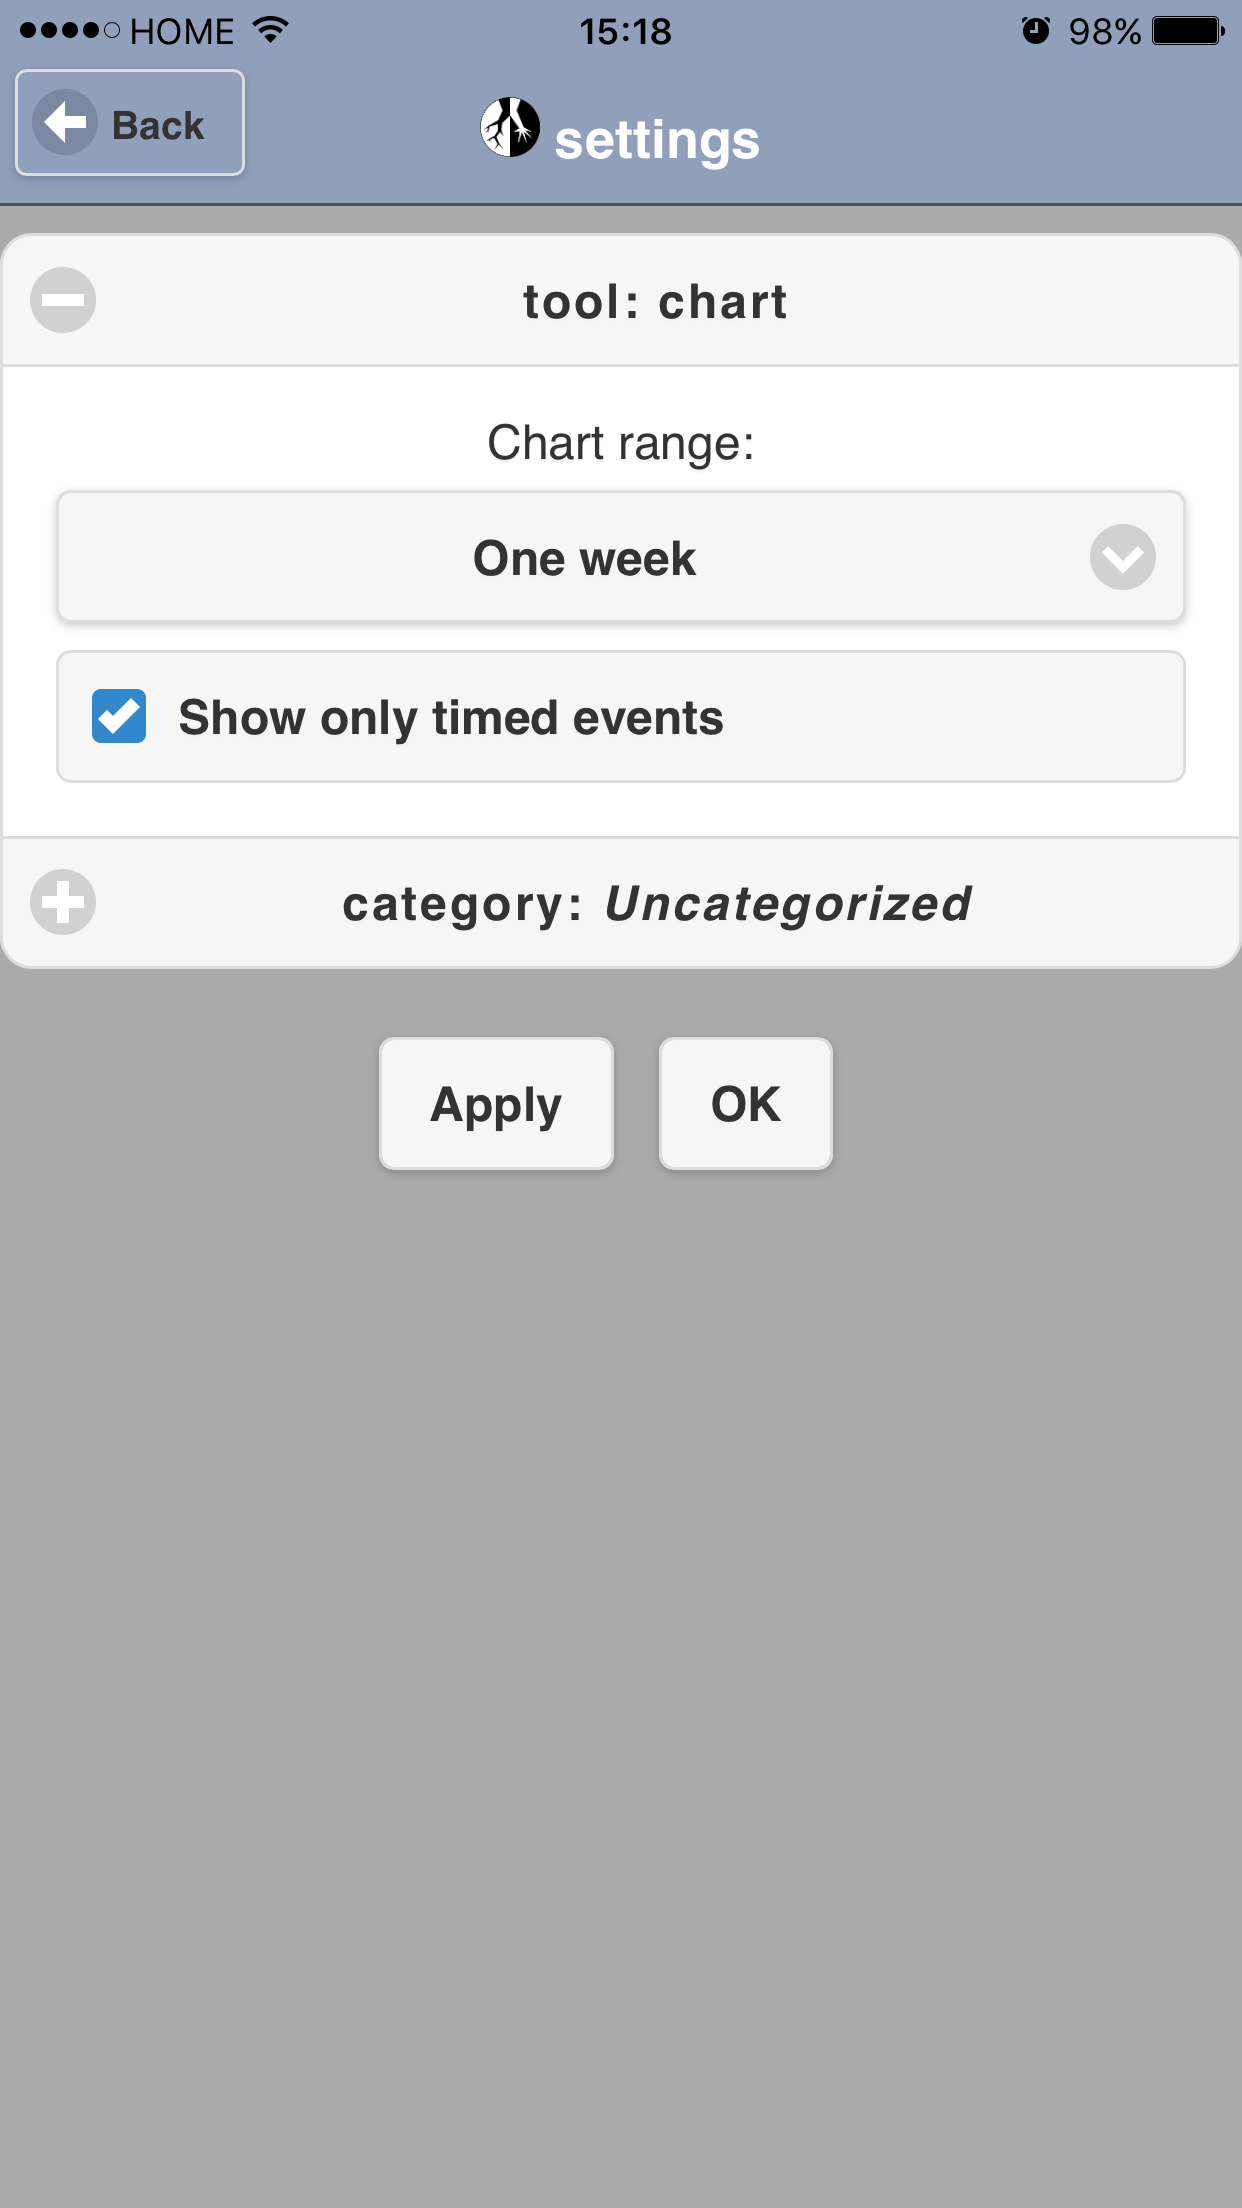 HOME 15:18 98%
Back
settings
tool: chart
Chart range:
One week
Show only timed events
category: Uncategorized
Apply OK